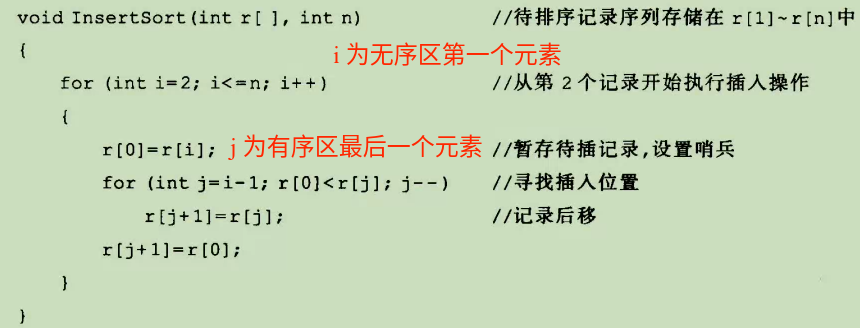 void InsertSort(int r[ ], int n) //待排序记录序列存储在 r[1]~r[n]中
{
i 为无序区第一个元素
for (int i=2; i<=n; i++) //从第 2 个记录开始执行插入操作
{
r[0]=r[i]; j 为有序区最后一个元素 //暂存待插记录,设置哨兵
for (int j=i-1; r[0]<r[j]; j--) //寻找插入位置
r[j+1]=r[j]; //记录后移
r[j+1]=r[0];
}
}